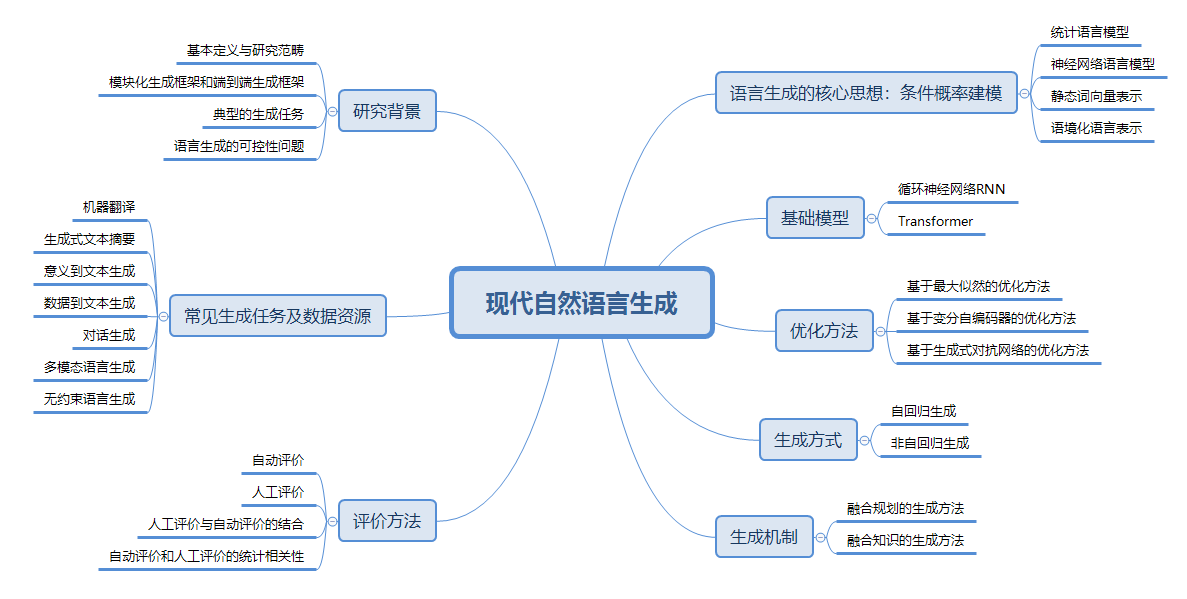 现代自然语言生成
研究背景
基本定义与研究范畴
模块化生成框架和端到端生成框架
典型的生成任务
语言生成的可控性问题
常见生成任务及数据资源
机器翻译
生成式文本摘要
意义到文本生成
数据到文本生成
对话生成
多模态语言生成
无约束语言生成
评价方法
自动评价
人工评价
人工评价与自动评价的结合
自动评价和人工评价的统计相关性
语言生成的核心思想：条件概率建模
统计语言模型
神经网络语言模型
静态词向量表示
语境化语言表示
基础模型
循环神经网络RNN
Transformer
优化方法
基于最大似然的优化方法
基于变分自编码器的优化方法
基于生成式对抗网络的优化方法
生成方式
自回归生成
非自回归生成
生成机制
融合规划的生成方法
融合知识的生成方法